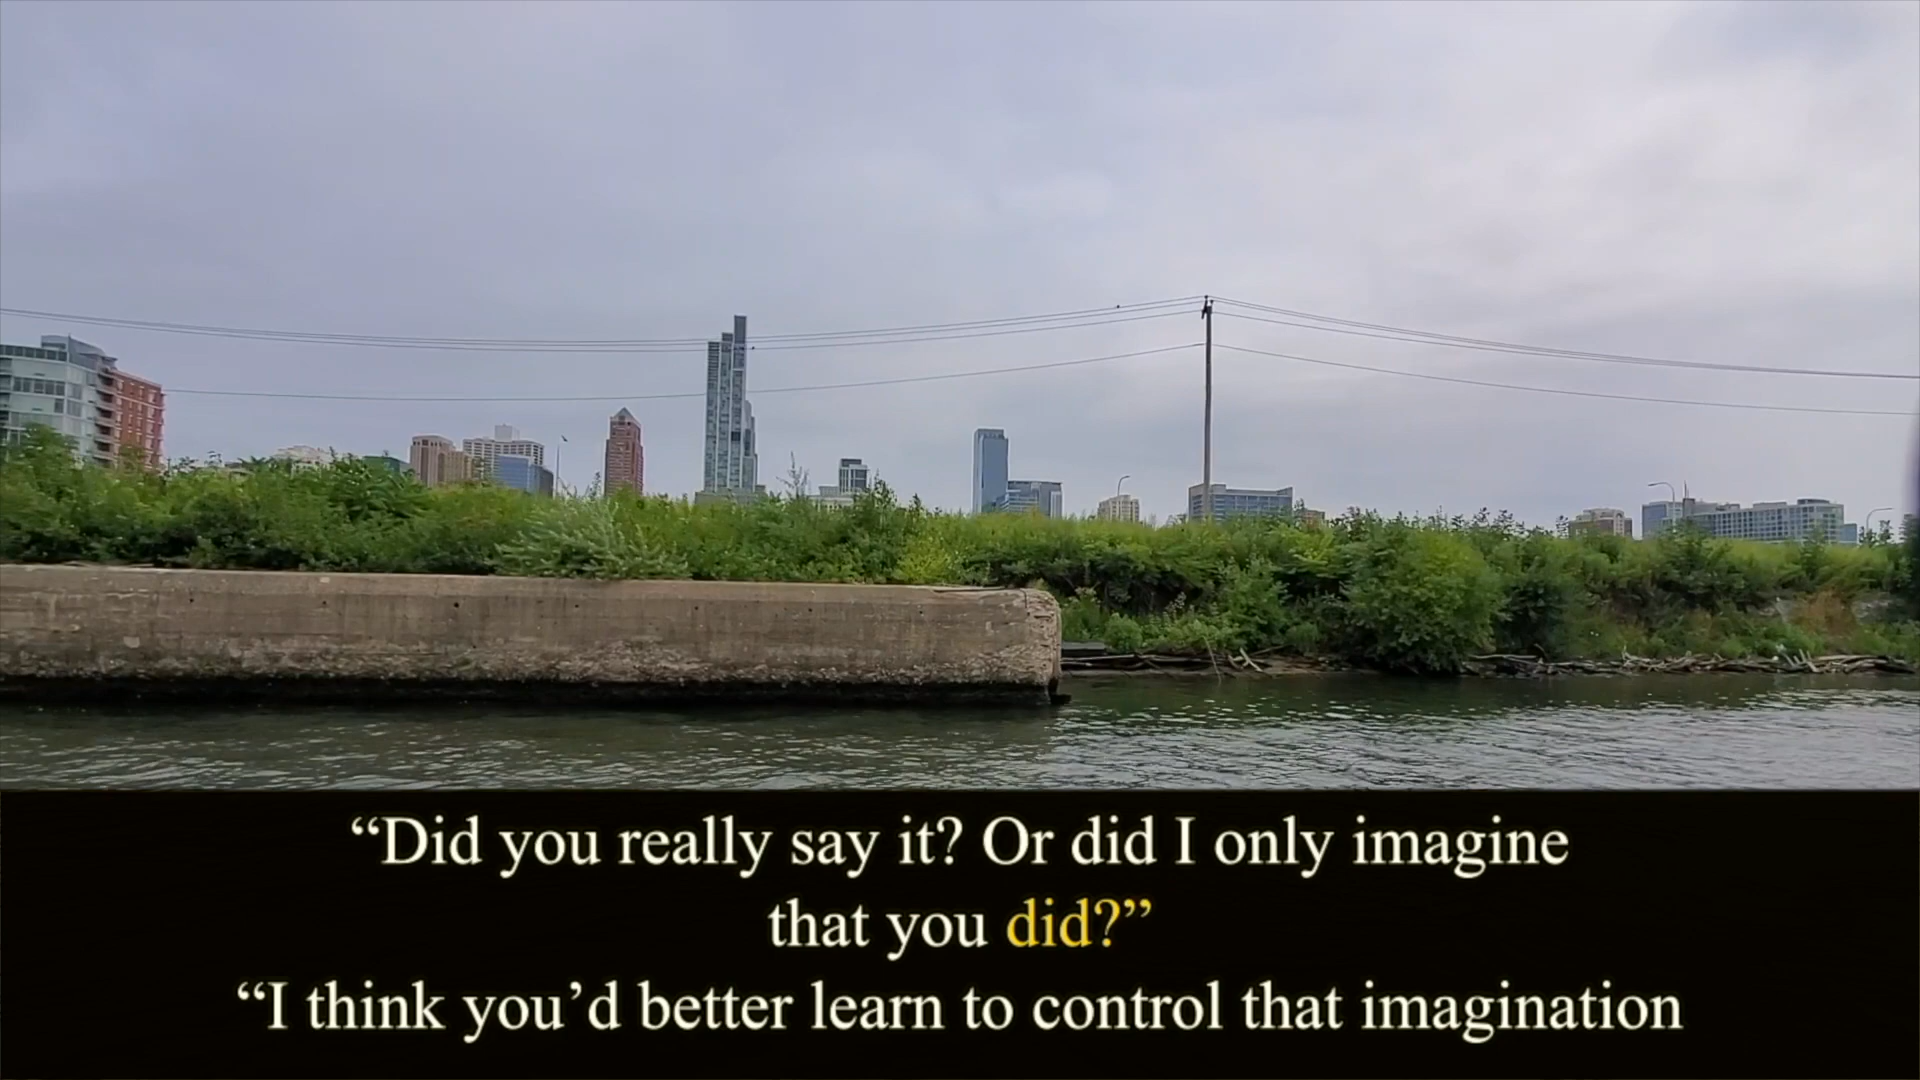 “Did you really say it? Or did I only imagine
that you did?”
“I think you’d better learn to control that imagination